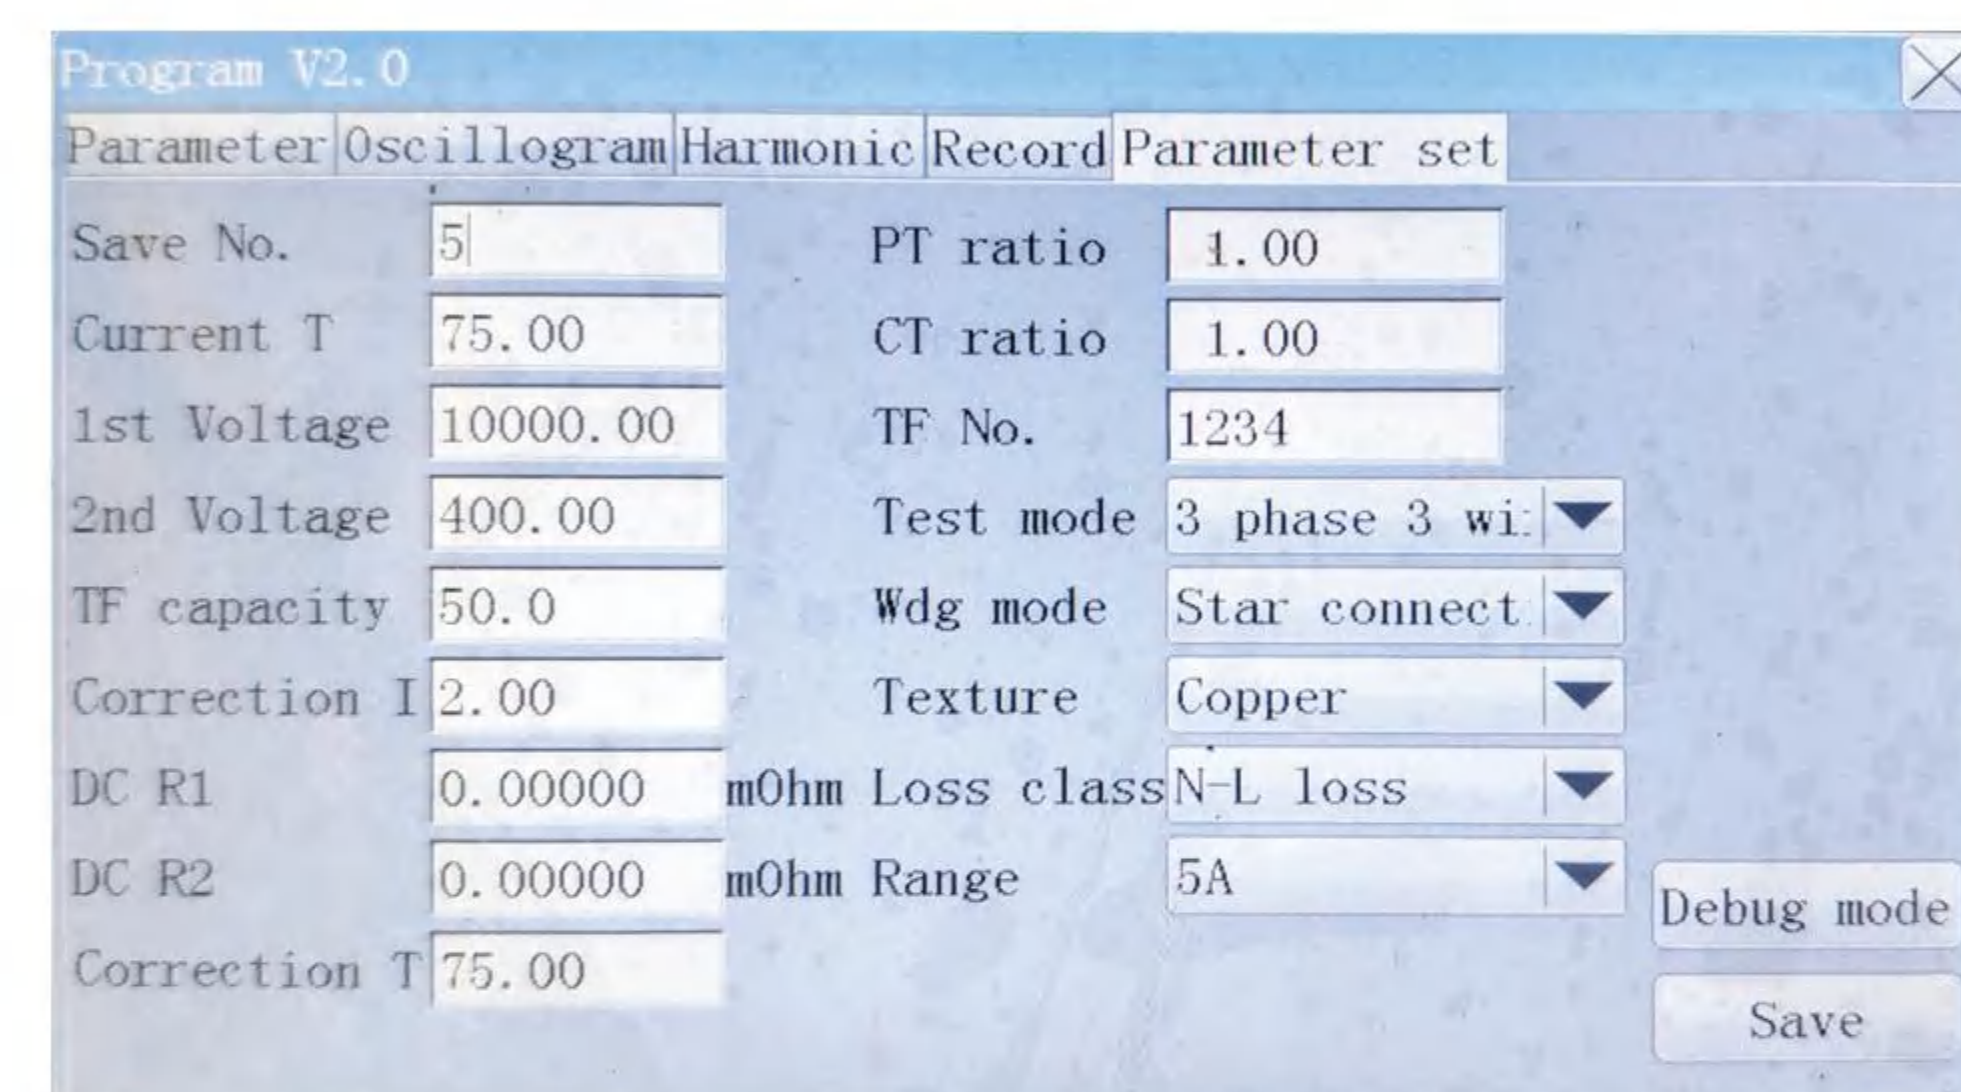 Program V2.0
Parameter Oscillogram Harmonic Record Parameter set
Save No. 5 PT ratio 1.00
Current T 75.00 CT ratio 1.00
1st Voltage 10000.00 TF No. 1234
2nd Voltage 400.00 Test mode 3 phase 3 wi
TF capacity 50.0 Wdg mode Star connect
Correction I 2.00 Texture Copper
DC R1 0.00000 mOhm Loss class N-L loss
DC R2 0.00000 mOhm Range 5A
Debug mode
Correction T 75.00
Save